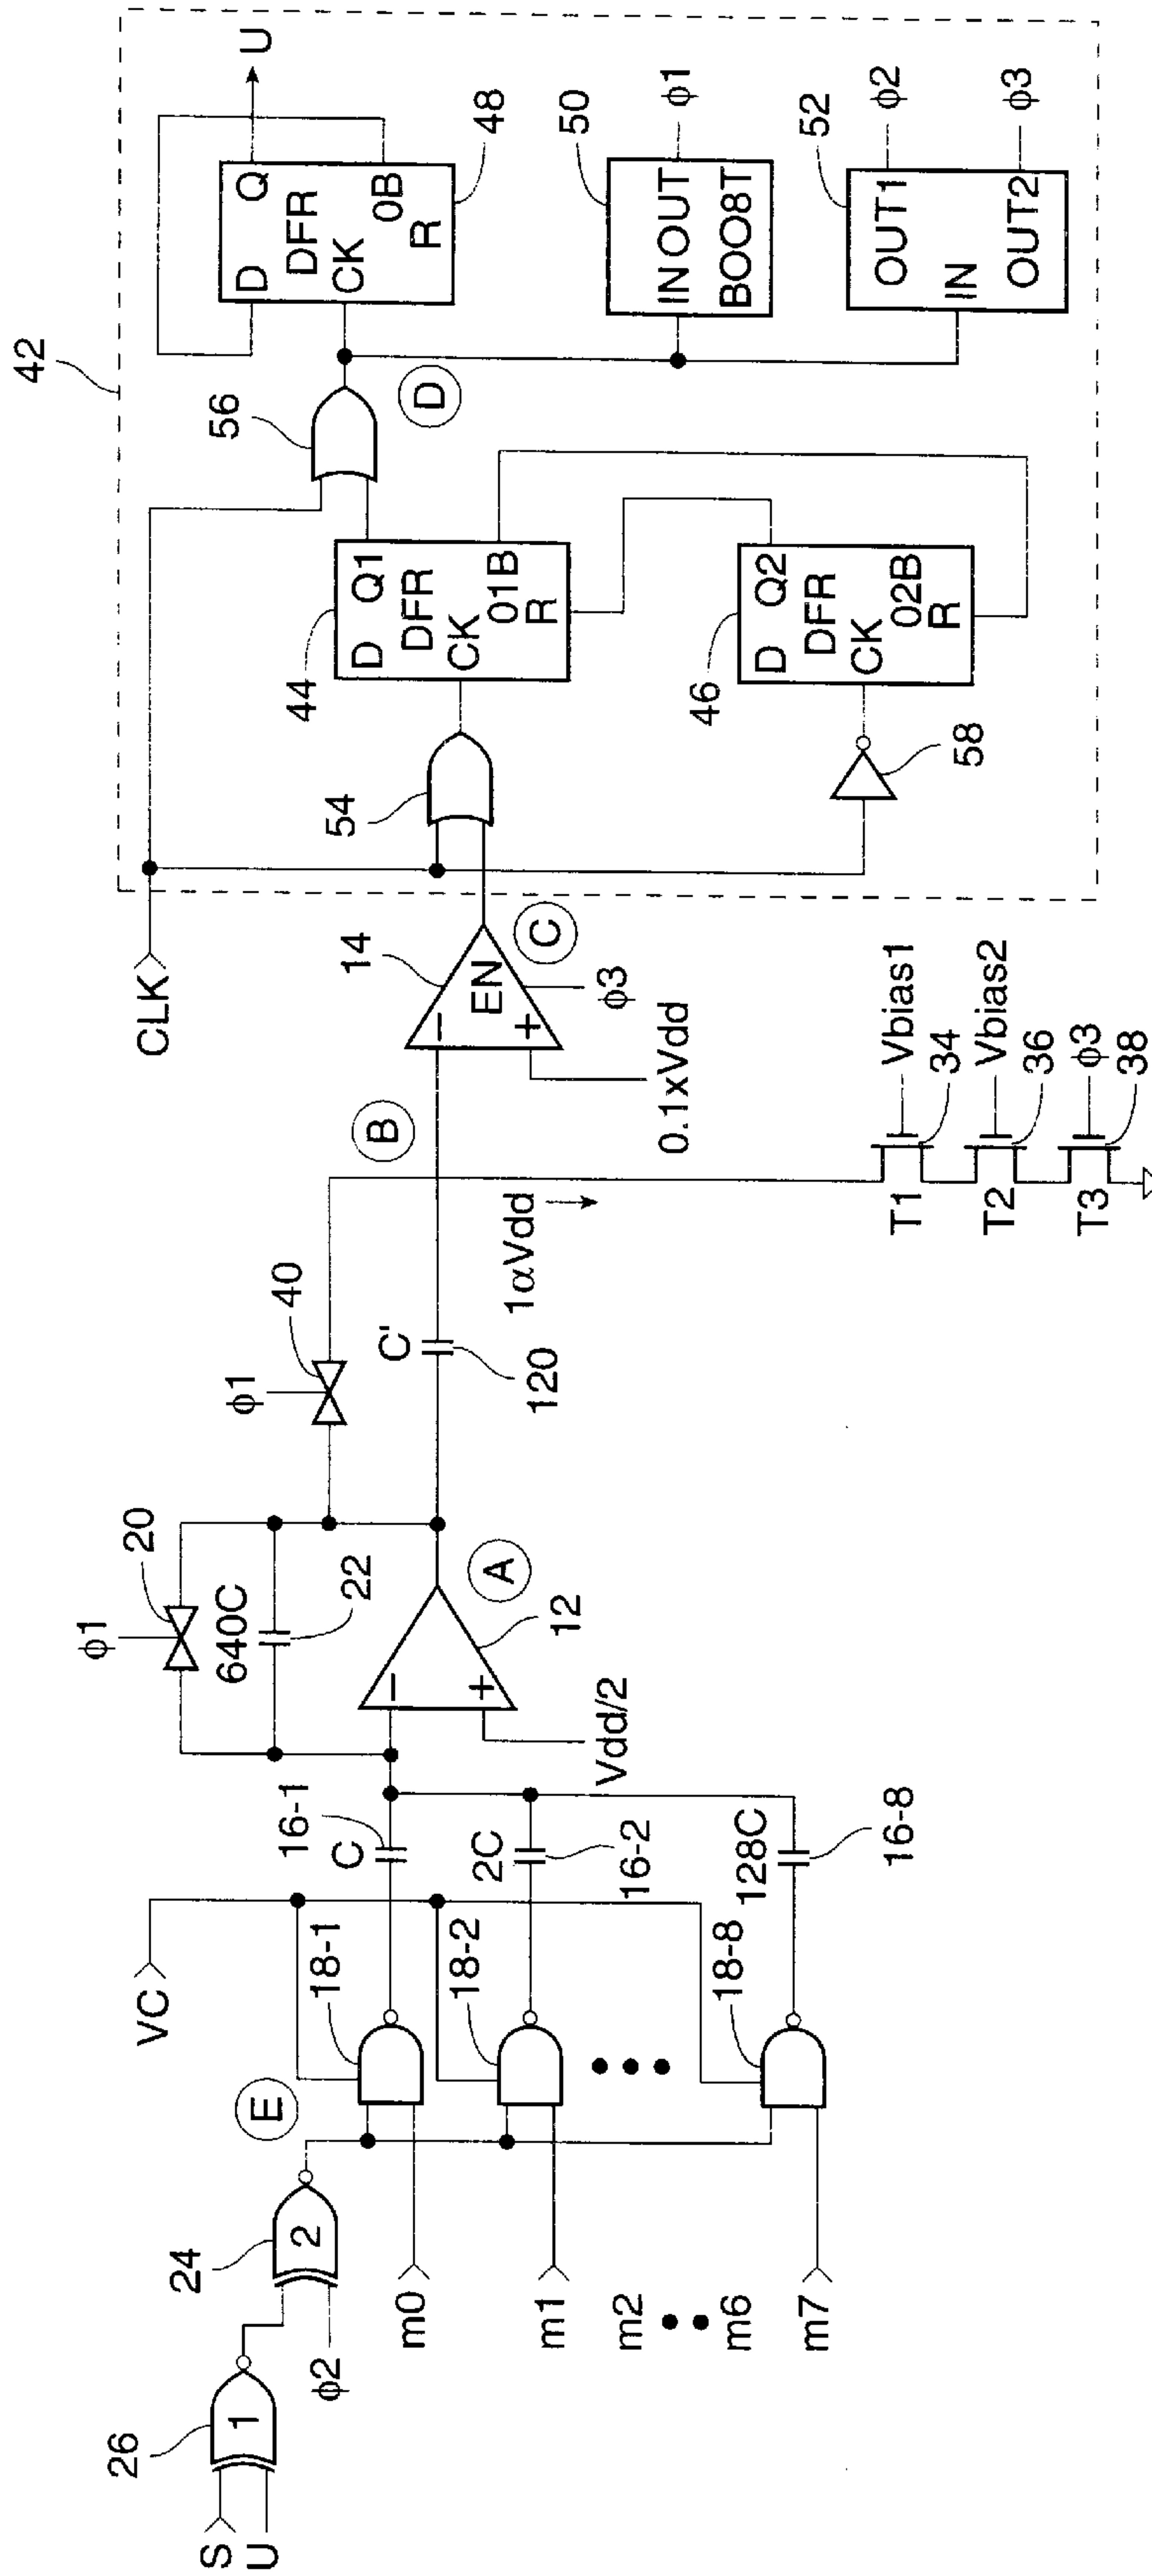 S
U
26
1
24
2
φ2
E
VC
m0
m1
m2
m6
m7
18-1
18-2
18-8
C
16-1
2C
16-2
128C
16-8
φ1
20
640C
22
12
Vdd/2
A
φ1
40
C'
120
1αVdd
B
T1
T2
T3
Vbias1
34
Vbias2
36
φ3
38
0.1xVdd
14
EN
φ3
C
CLK
42
54
58
44
D Q1
DFR
CK
01B
R
46
D Q2
DFR
CK
02B
R
56
D
D Q
DFR
CK
0B
R
48
U
50
IN OUT
BOO8T
φ1
52
OUT1
IN
OUT2
φ2
φ3